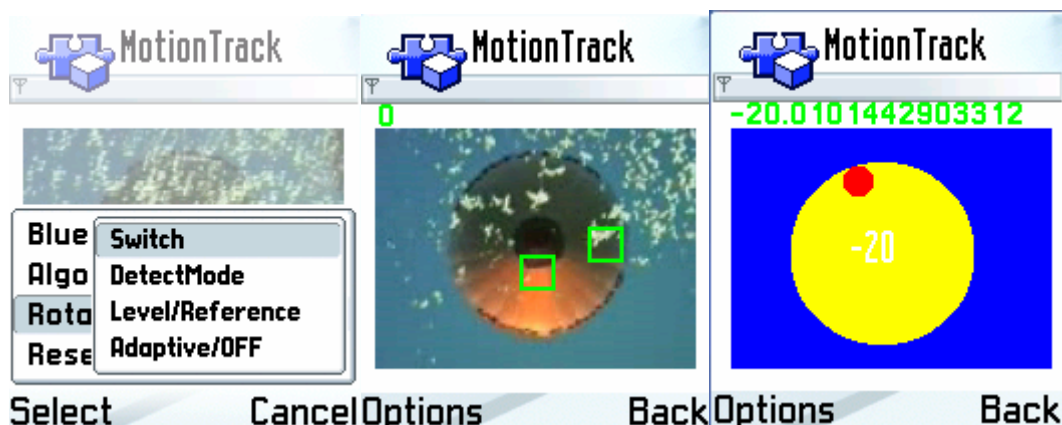 MotionTrack
Blue
Algo
Rota
Rese
Switch
DetectMode
Level/Reference
Adaptive/OFF
Select Cancel
MotionTrack
0
Options Back
MotionTrack
-20.0101442903312
-20
Options Back